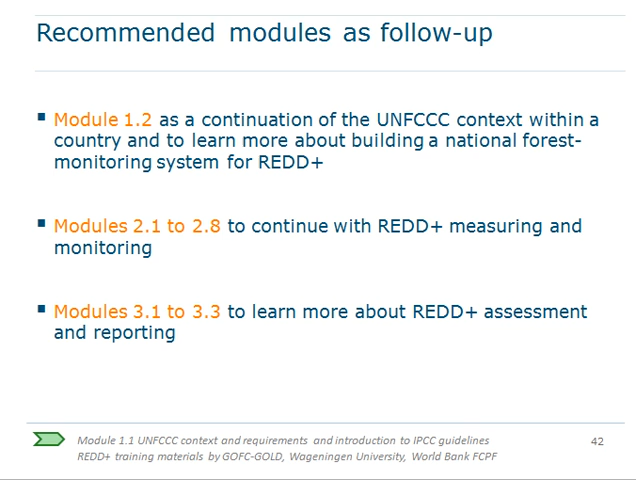 Recommended modules as follow-up
Module 1.2 as a continuation of the UNFCCC context within a
country and to learn more about building a national forest-
monitoring system for REDD+
Modules 2.1 to 2.8 to continue with REDD+ measuring and
monitoring
Modules 3.1 to 3.3 to learn more about REDD+ assessment
and reporting
Module 1.1 UNFCCC context and requirements and introduction to IPCC guidelines
REDD+ training materials by GOFC-GOLD, Wageningen University, World Bank FCPF
42